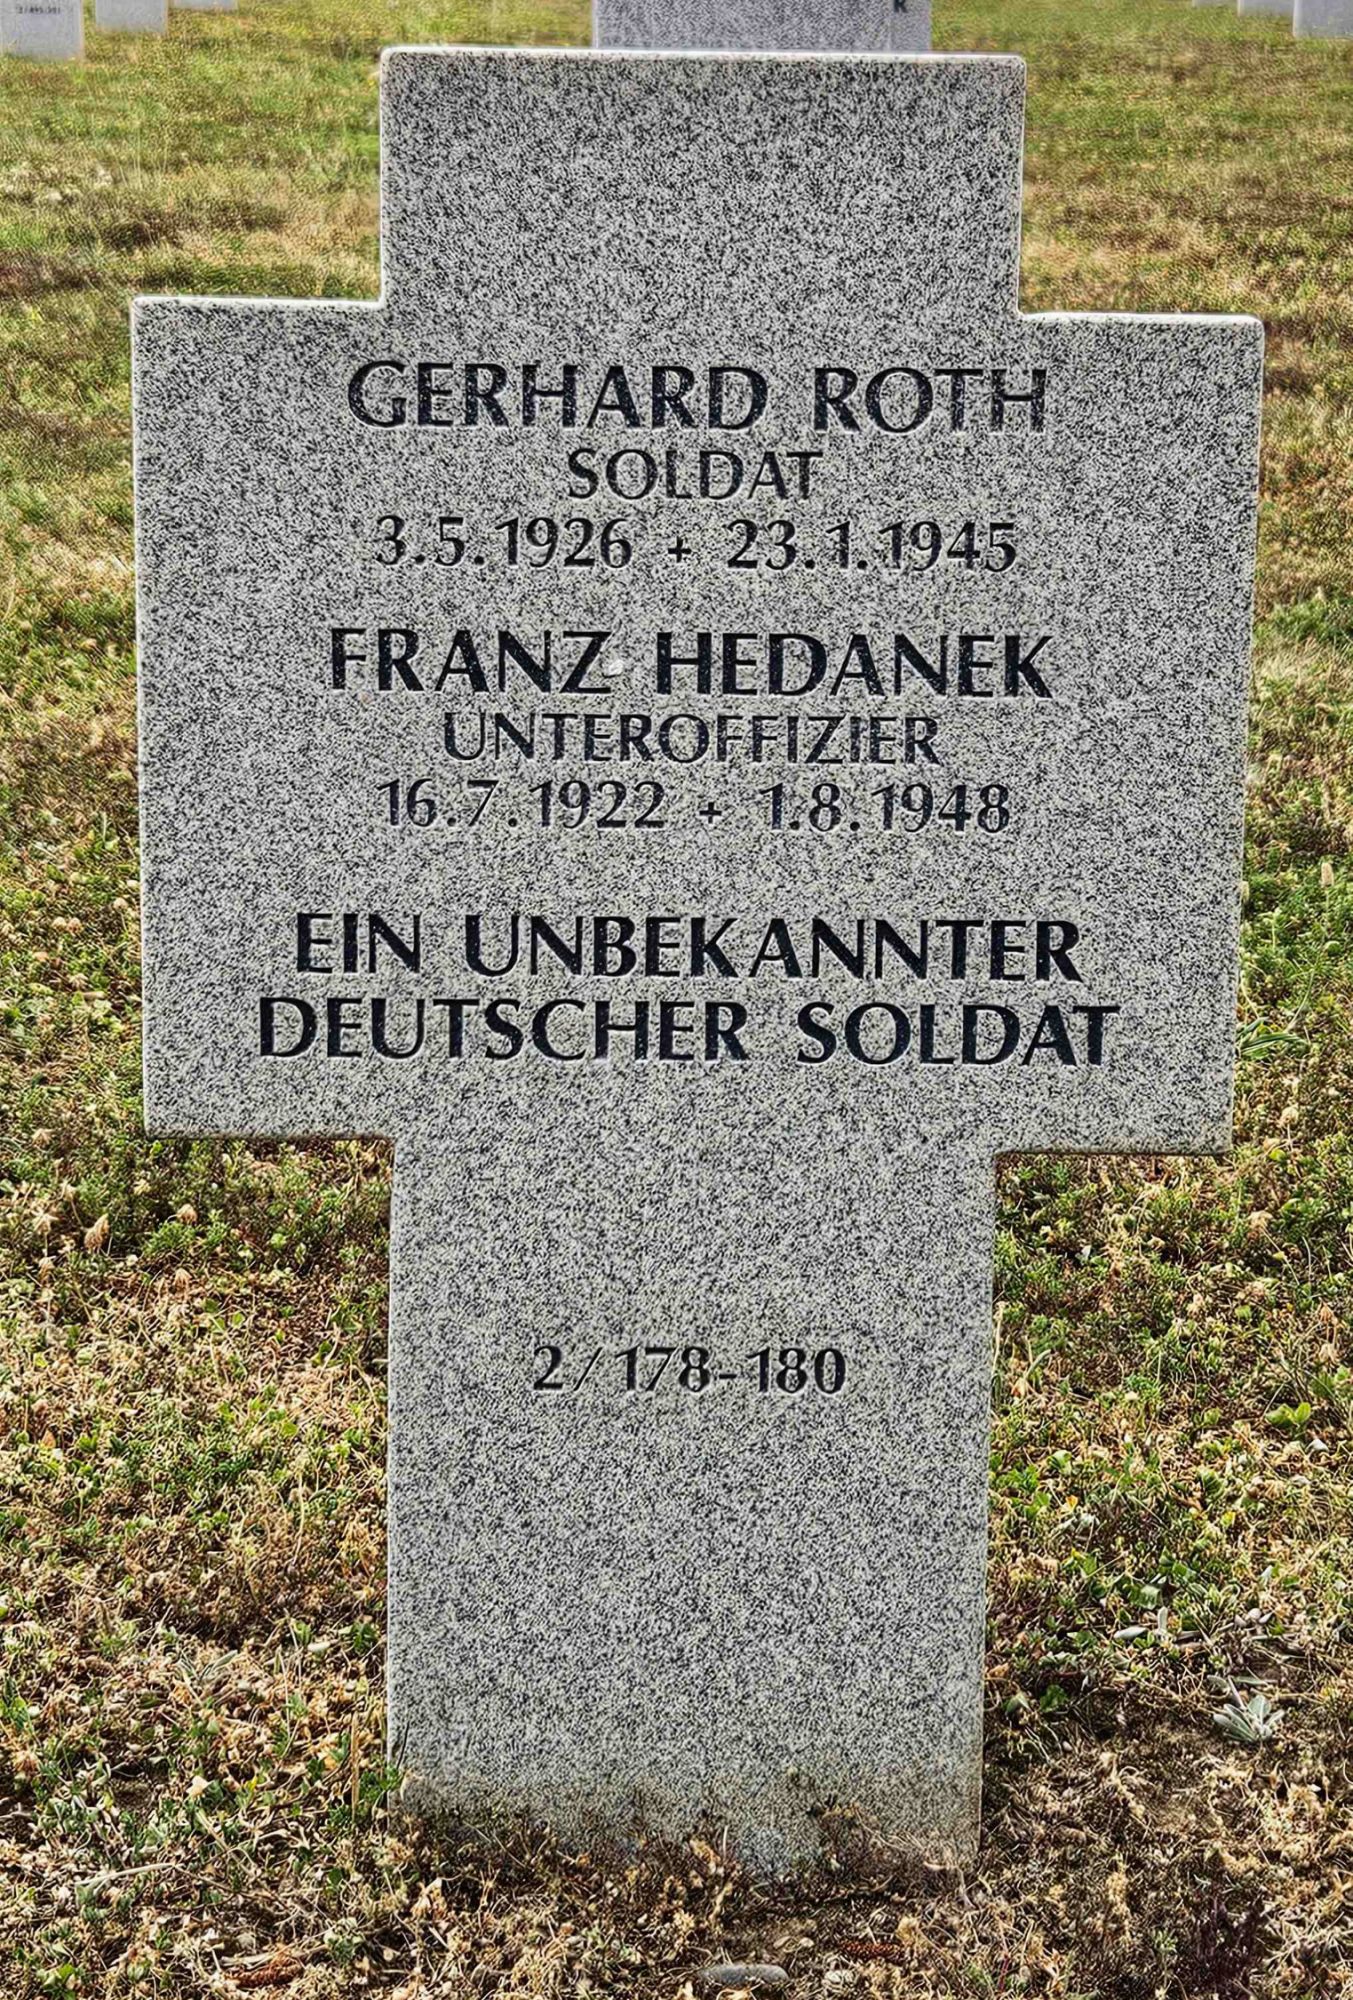 R
GERHARD ROTH
SOLDAT
3.5.1926 + 23.1.1945
FRANZ HEDANEK
UNTEROFFIZIER
16.7.1922 + 1.8.1948
EIN UNBEKANNTER
DEUTSCHER SOLDAT
2/178-180